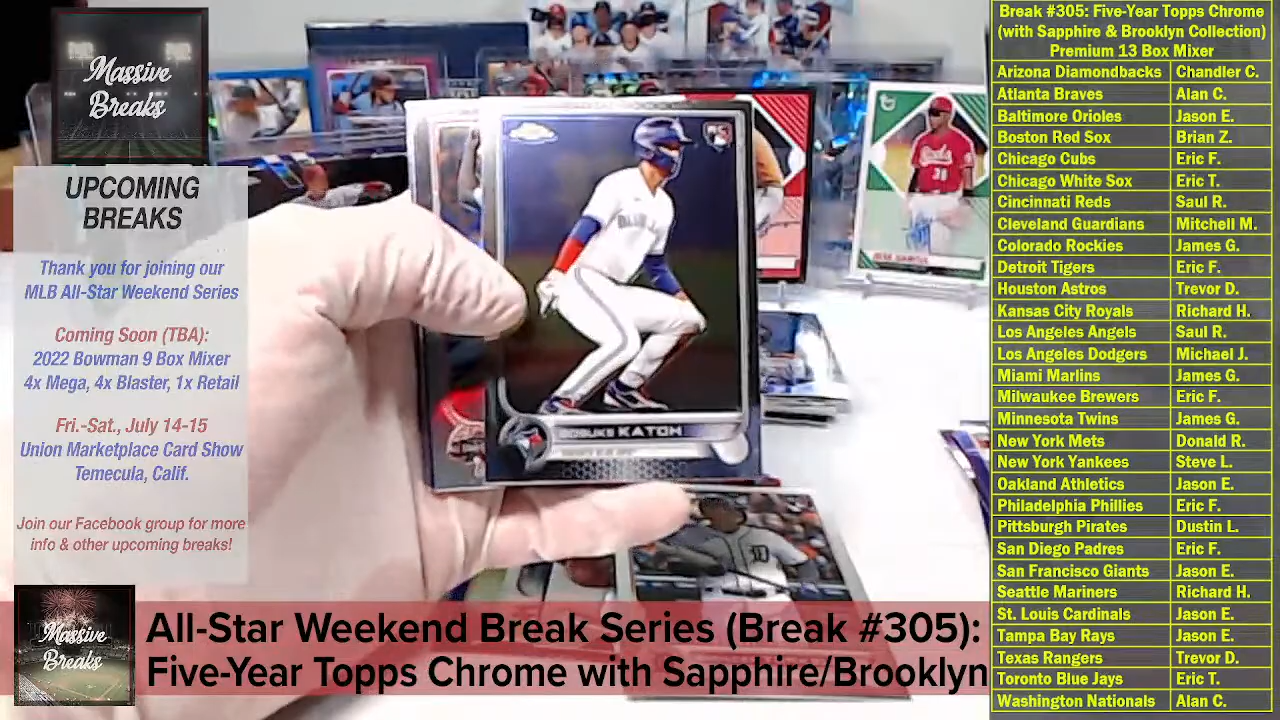 Massive
Breaks
UPCOMING
BREAKS
Thank you for joining our
MLB All-Star Weekend Series
Coming Soon (TBA):
2022 Bowman 9 Box Mixer
4x Mega, 4x Blaster, 1x Retail
Fri.-Sat., July 14-15
Union Marketplace Card Show
Temecula, Calif.
Join our Facebook group for more
info & other upcoming breaks!
KATOH
D
Massive
Breaks
All-Star Weekend Break Series (Break #305):
Five-Year Topps Chrome with Sapphire/Brooklyn
Break #305: Five-Year Topps Chrome
(with Sapphire & Brooklyn Collection)
Premium 13 Box Mixer
Arizona Diamondbacks Chandler C.
Atlanta Braves Alan C.
Baltimore Orioles Jason E.
Boston Red Sox Brian Z.
Chicago Cubs Eric F.
Chicago White Sox Eric T.
Cincinnati Reds Saul R.
Cleveland Guardians Mitchell M.
Colorado Rockies James G.
Detroit Tigers Eric F.
Houston Astros Trevor D.
Kansas City Royals Richard H.
Los Angeles Angels Saul R.
Los Angeles Dodgers Michael J.
Miami Marlins James G.
Milwaukee Brewers Eric F.
Minnesota Twins James G.
New York Mets Donald R.
New York Yankees Steve L.
Oakland Athletics Jason E.
Philadelphia Phillies Eric F.
Pittsburgh Pirates Dustin L.
San Diego Padres Eric F.
San Francisco Giants Jason E.
Seattle Mariners Richard H.
St. Louis Cardinals Jason E.
Tampa Bay Rays Jason E.
Texas Rangers Trevor D.
Toronto Blue Jays Eric T.
Washington Nationals Alan C.